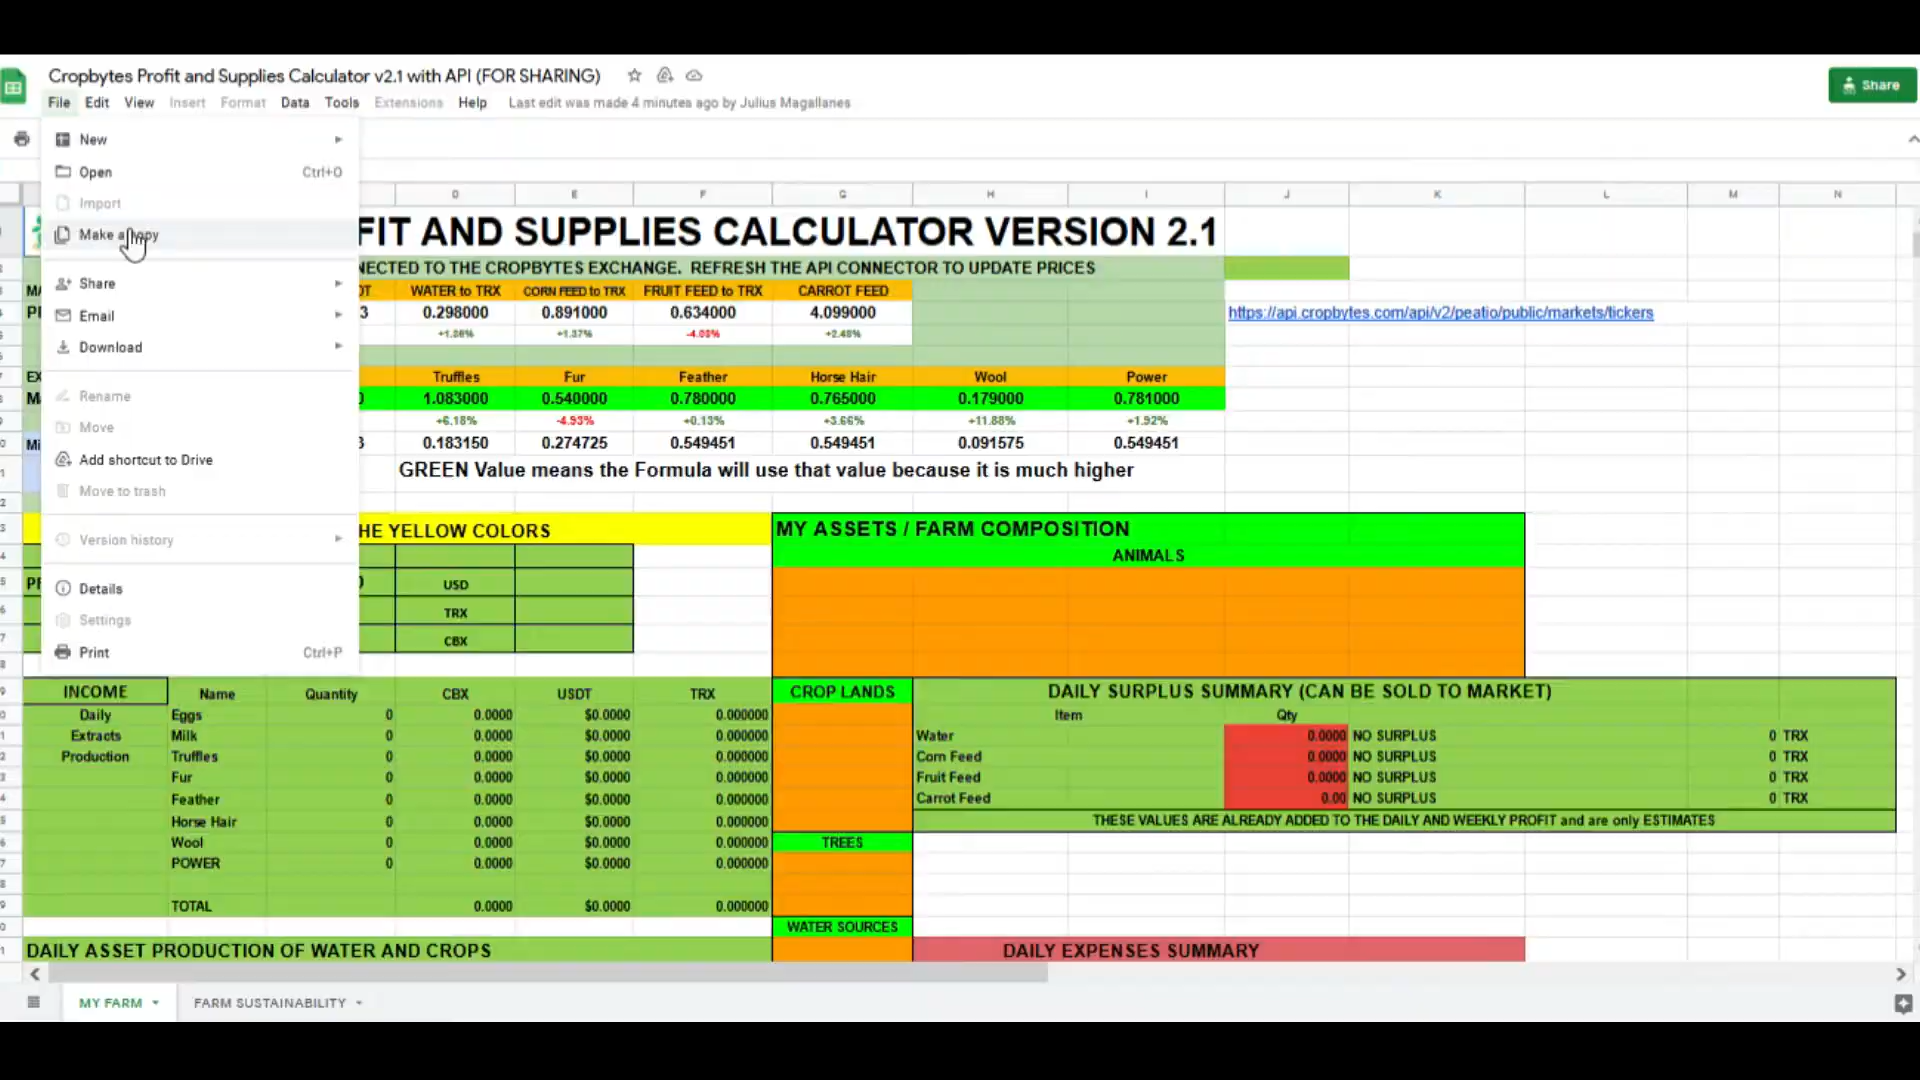 Cropbytes Profit and Supplies Calculator v2.1 with API (FOR SHARING)
Share
File Edit View Insert Format Data Tools Extensions Help Last edit was made 4 minutes ago by Julius Magallanes
New
Open Ctrl+O
Import
Make a copy
Share
Email
Download
Rename
Move
Add shortcut to Drive
Move to trash
Version history
Details
Settings
Print Ctrl+P
D E F G H I J K L M N
FIT AND SUPPLIES CALCULATOR VERSION 2.1
NECTED TO THE CROPBYTES EXCHANGE. REFRESH THE API CONNECTOR TO UPDATE PRICES
MA DT WATER to TRX CORN FEED to TRX FRUIT FEED to TRX CARROT FEED
3 0.298000 0.891000 0.634000 4.099000 https://api.cropbytes.com/api/v2/peatio/public/markets/tickers
+1.37% -4.08% +2.48%
EX Truffles Fur Feather Horse Hair Wool Power
0 1.083000 0.540000 0.780000 0.765000 0.179000 0.781000
+6.18% -4.93% +0.13% +3.66% +11.88% +1.92%
Mi 3 0.183150 0.274725 0.549451 0.549451 0.091575 0.549451
GREEN Value means the Formula will use that value because it is much higher
HE YELLOW COLORS MY ASSETS / FARM COMPOSITION
ANIMALS
USD
TRX
CBX
INCOME Name Quantity CBX USDT TRX CROP LANDS DAILY SURPLUS SUMMARY (CAN BE SOLD TO MARKET)
Daily Eggs 0 0.0000 $0.0000 0.000000 Item Qty
Extracts Milk 0 0.0000 $0.0000 0.000000 Water 0.0000 NO SURPLUS 0 TRX
Production Truffles 0 0.0000 $0.0000 0.000000 Corn Feed 0.0000 NO SURPLUS 0 TRX
Fur 0 0.0000 $0.0000 0.000000 Fruit Feed 0.0000 NO SURPLUS 0 TRX
Feather 0 0.0000 $0.0000 0.000000 Carrot Feed 0.00 NO SURPLUS 0 TRX
Horse Hair 0 0.0000 $0.0000 0.000000 THESE VALUES ARE ALREADY ADDED TO THE DAILY AND WEEKLY PROFIT and are only ESTIMATES
Wool 0 0.0000 $0.0000 0.000000 TREES
POWER 0 0.0000 $0.0000 0.000000
TOTAL 0.0000 $0.0000 0.000000
WATER SOURCES
DAILY ASSET PRODUCTION OF WATER AND CROPS DAILY EXPENSES SUMMARY
MY FARM FARM SUSTAINABILITY